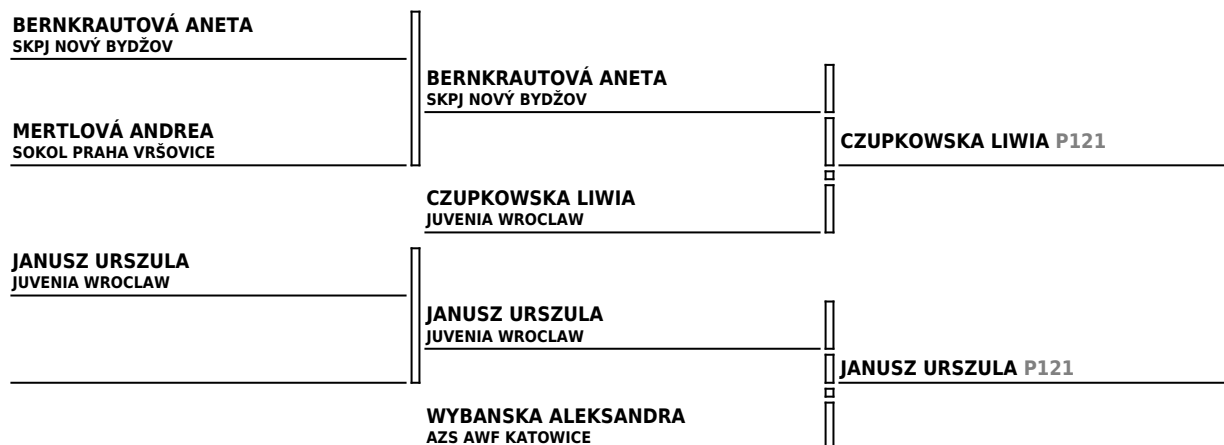 BERNKRAUTOVÁ ANETA
SKPJ NOVÝ BYDŽOV
MERTLOVÁ ANDREA
SOKOL PRAHA VRŠOVICE
BERNKRAUTOVÁ ANETA
SKPJ NOVÝ BYDŽOV
CZUPKOWSKA LIWIA
JUVENIA WROCLAW
CZUPKOWSKA LIWIA P121
JANUSZ URSZULA
JUVENIA WROCLAW
JANUSZ URSZULA
JUVENIA WROCLAW
WYBANSKA ALEKSANDRA
AZS AWF KATOWICE
JANUSZ URSZULA P121